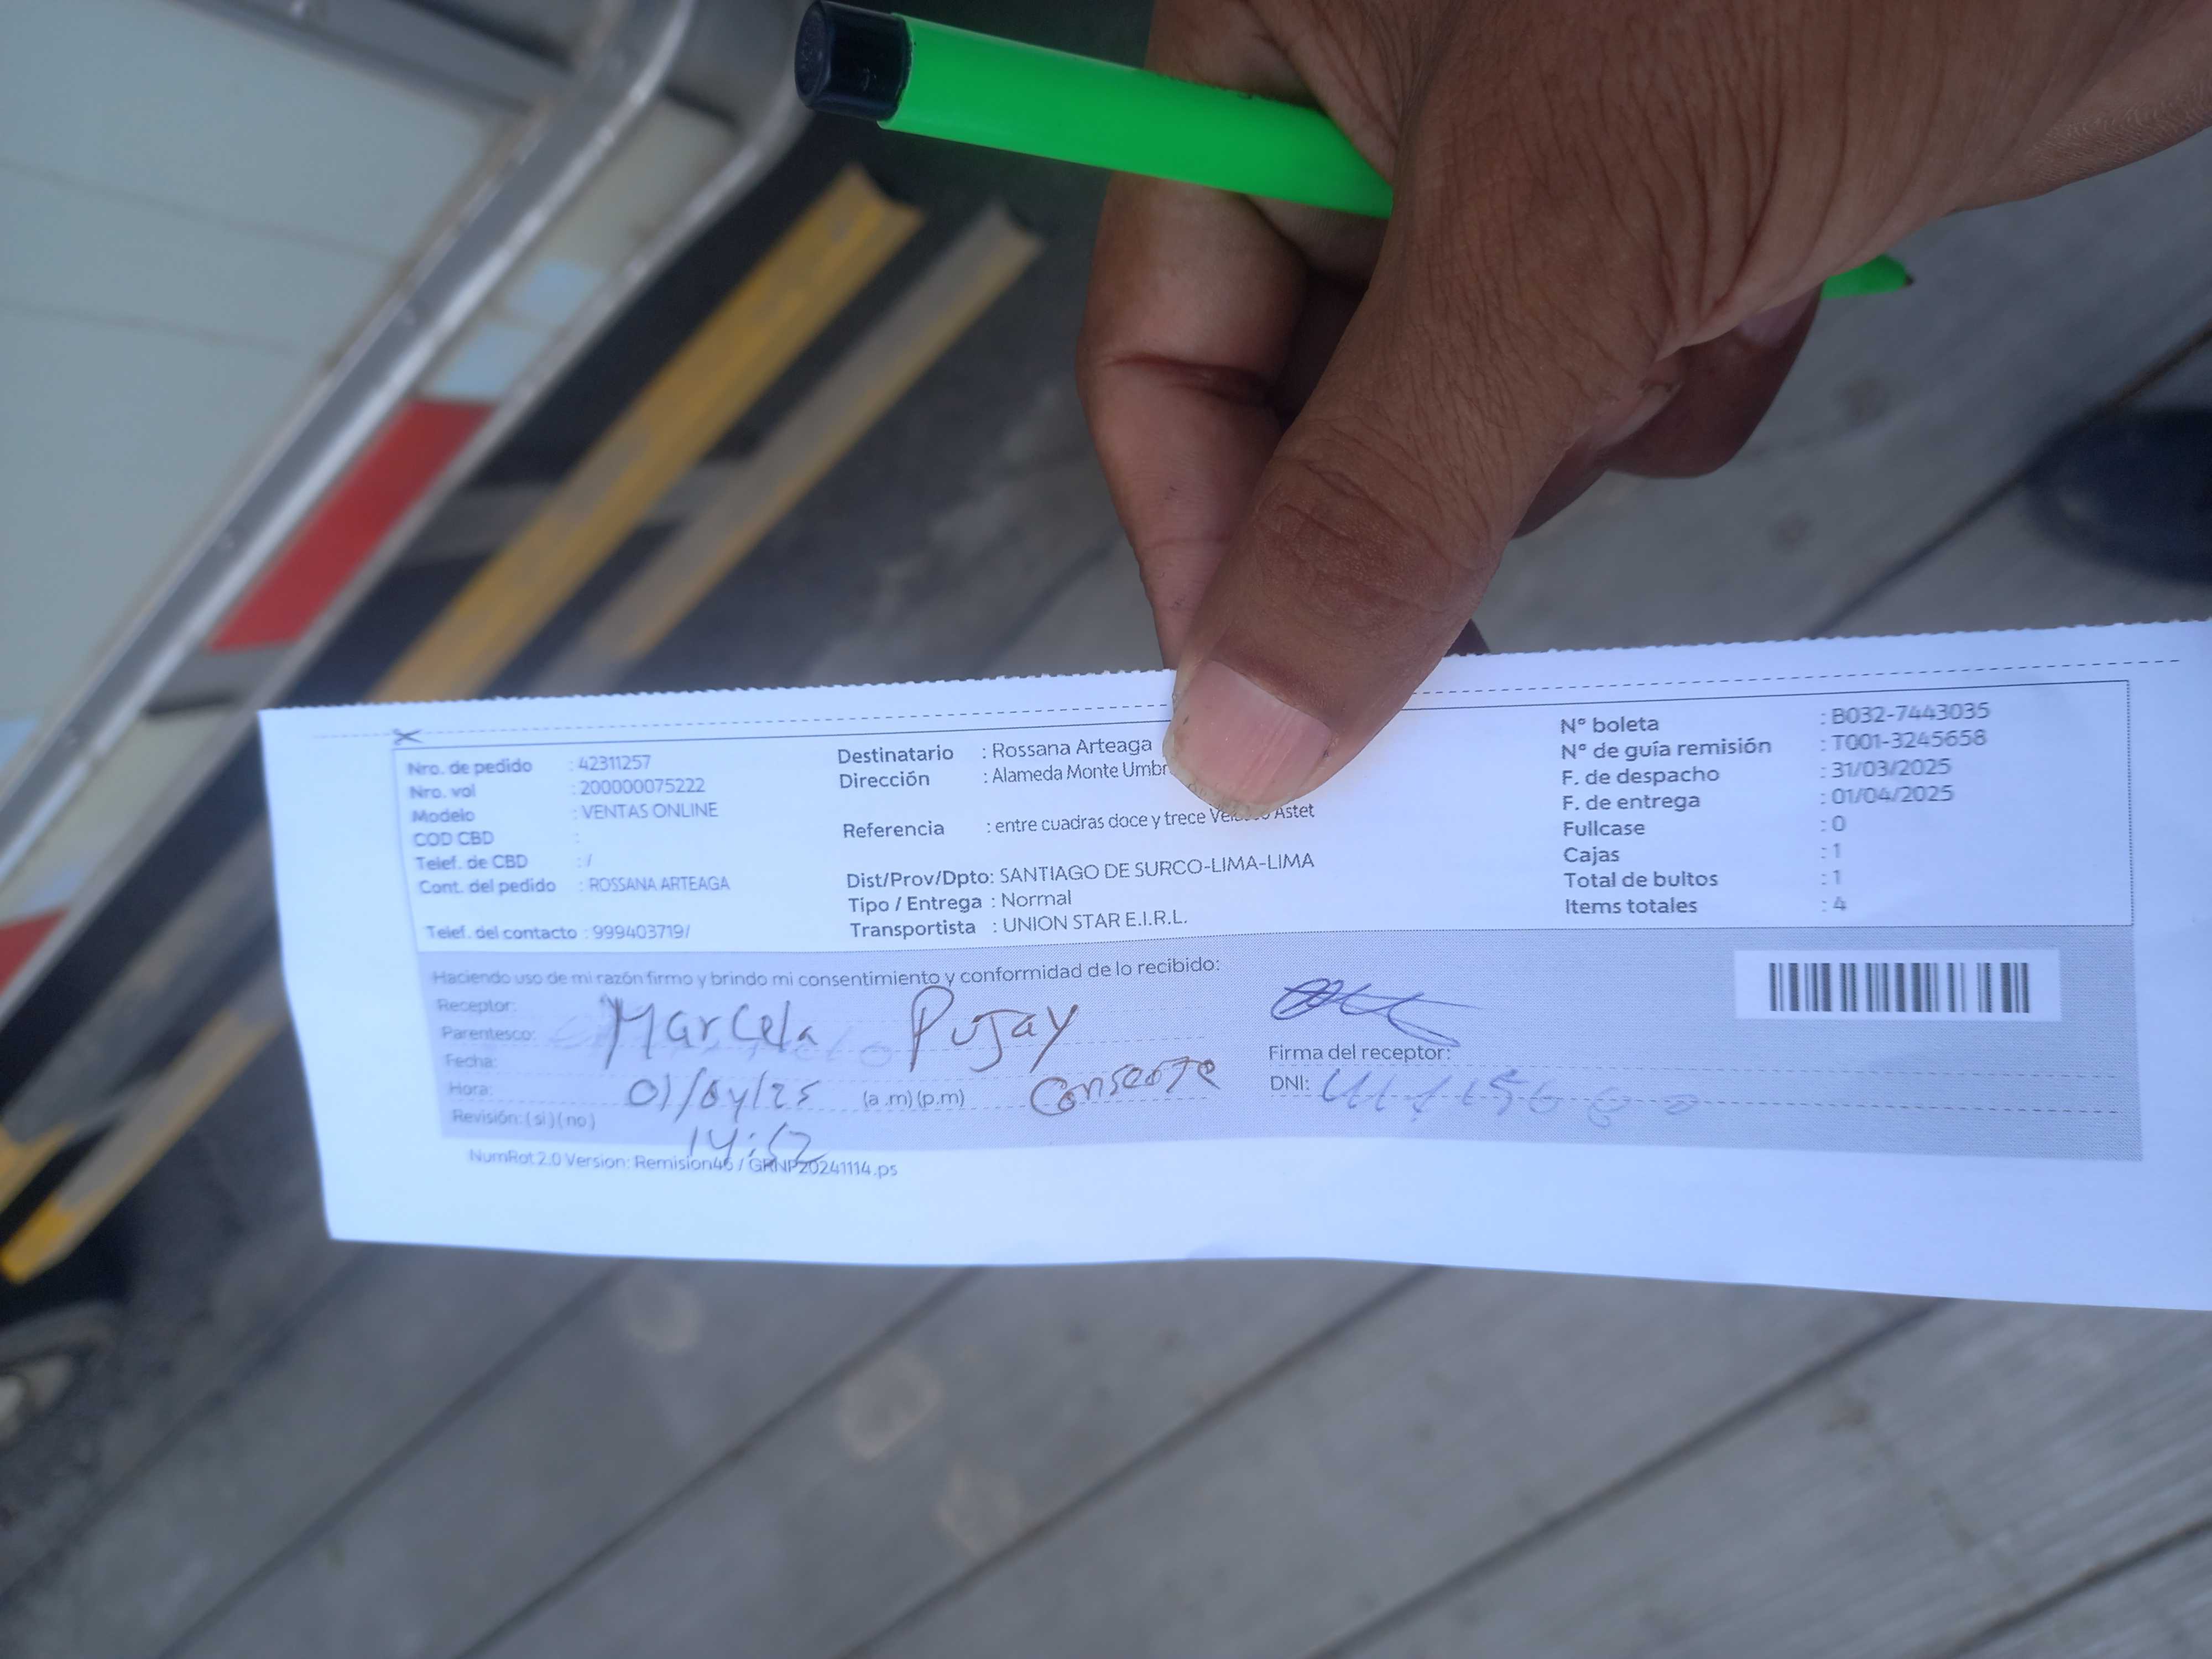 Nro. de pedido : 42311257
Nro. vol : 200000075222
Modelo : VENTAS ONLINE
COD CBD :
Telef. de CBD : /
Cont. del pedido : ROSSANA ARTEAGA
Telef. del contacto : 999403719/
Destinatario : Rossana Arteaga
Dirección : Alameda Monte
Referencia : entre cuadras doce y trece Astet
Dist/Prov/Dpto: SANTIAGO DE SURCO-LIMA-LIMA
Tipo / Entrega : Normal
Transportista : UNION STAR E.I.R.L.
N° boleta : B032-7443035
N° de guía remisión : T001-3245658
F. de despacho : 31/03/2025
F. de entrega : 01/04/2025
Fullcase : 0
Cajas : 1
Total de bultos : 1
Items totales : 4
Haciendo uso de mi razón firmo y brindo mi consentimiento y conformidad de lo recibido:
Receptor:
Marcela Pujay
Parentesco:
Fecha:
Hora: 01/04/25 (a.m) (p.m)
Revisión: ( si ) ( no )
14:52
Firma del receptor:
DNI:
NumRot 2.0 Version: Remision46 / GRNP20241114.ps